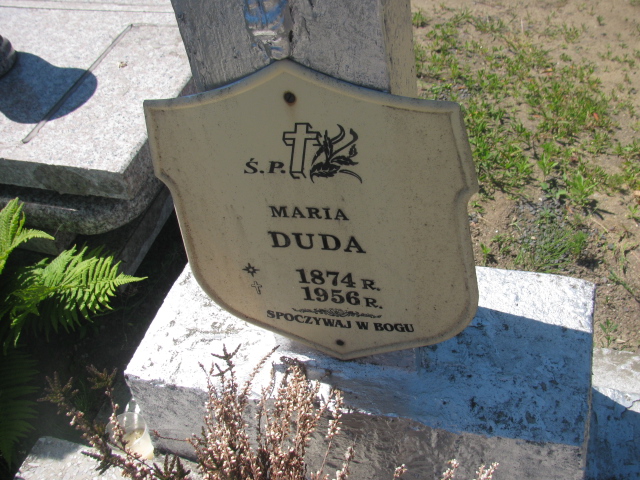 Ś.P.
MARIA
DUDA
1874 R.
1956 R.
SPOCZYWAJ W BOGU